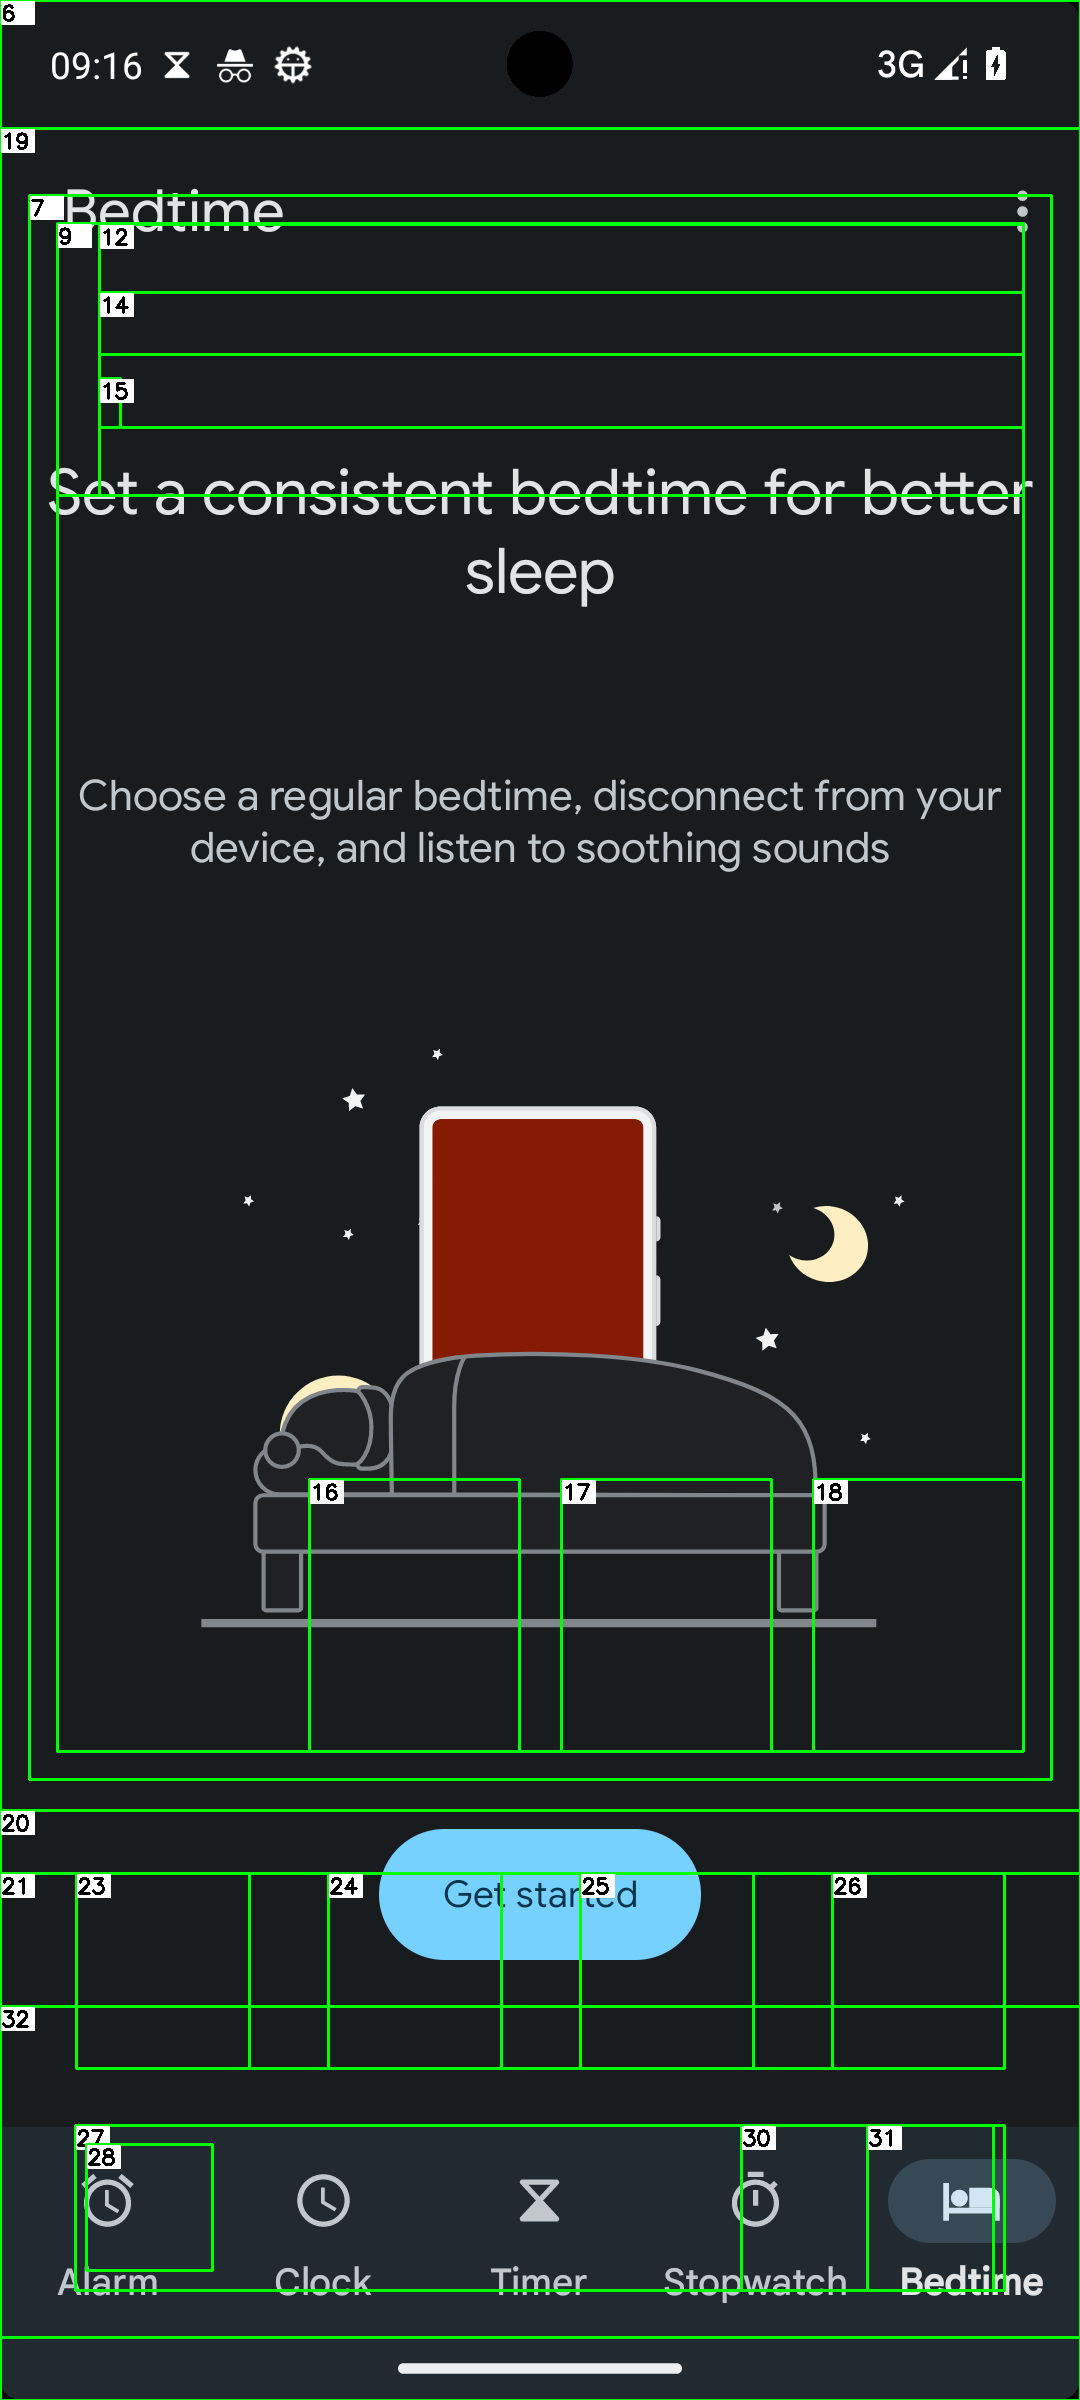 6
09:16
3G
19
7
Bedtime
9
12
14
15
Set a consistent bedtime for better
sleep
Choose a regular bedtime, disconnect from your
device, and listen to soothing sounds
16
17
18
20
Get started
21
23
24
25
26
32
27
28
30
31
Alarm
Clock
Timer
Stopwatch
Bedtime